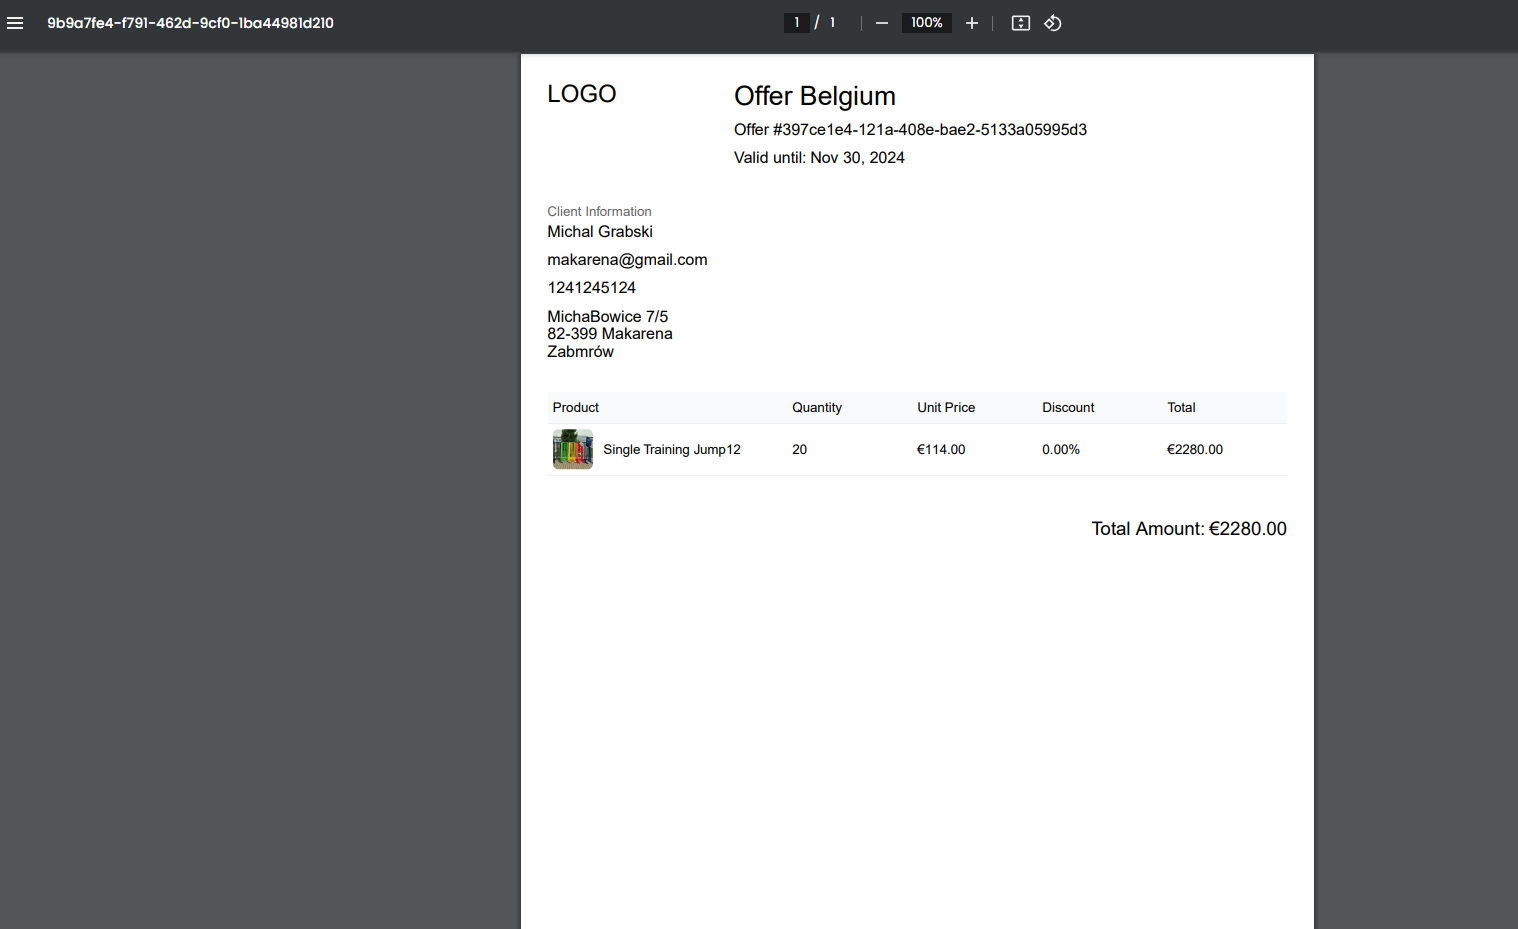 9b9a7fe4-f791-462d-9cf0-1ba44981d210
1 / 1
100%
LOGO
Offer Belgium
Offer #397ce1e4-121a-408e-bae2-5133a05995d3
Valid until: Nov 30, 2024
Client Information
Michal Grabski
makarena@gmail.com
1241245124
MichaBowice 7/5
82-399 Makarena
Zabmrów
Product Quantity Unit Price Discount Total
Single Training Jump12 20 €114.00 0.00% €2280.00
Total Amount: €2280.00